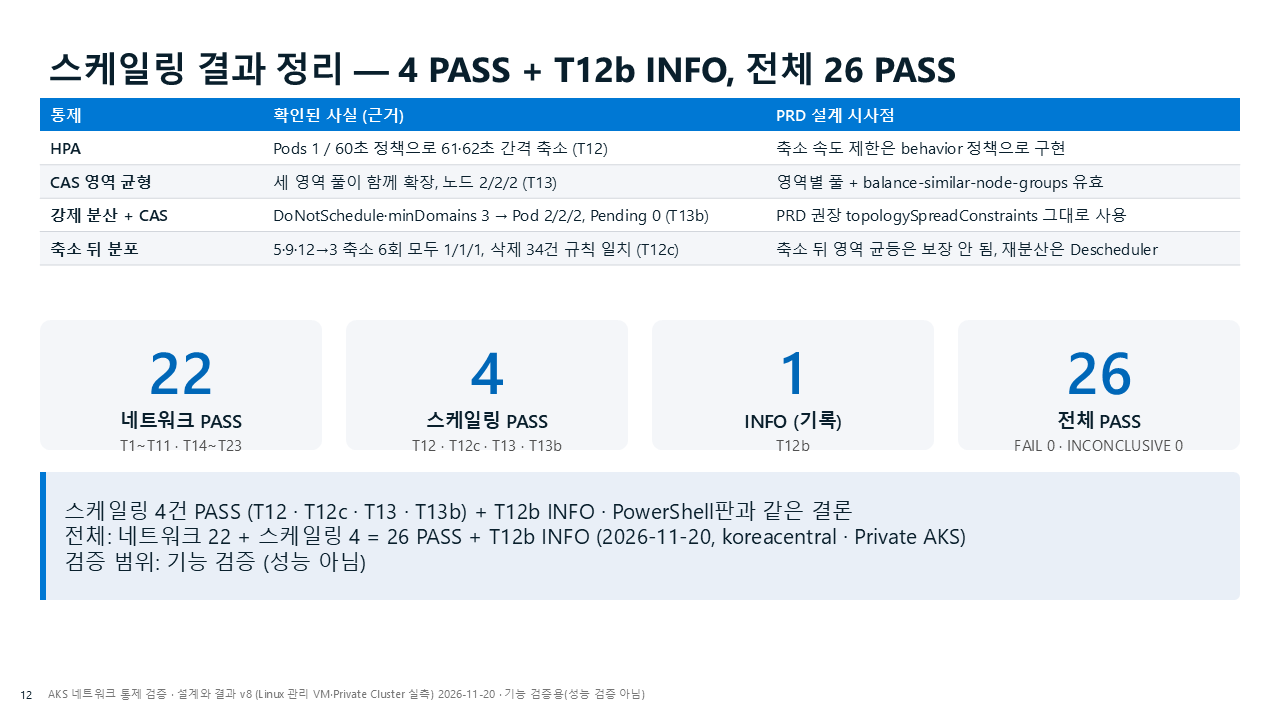 스케일링 결과 정리 — 4 PASS + T12b INFO, 전체 26 PASS
통제 확인된 사실 (근거) PRD 설계 시사점
HPA Pods 1 / 60초 정책으로 61·62초 간격 축소 (T12) 축소 속도 제한은 behavior 정책으로 구현
CAS 영역 균형 세 영역 풀이 함께 확장, 노드 2/2/2 (T13) 영역별 풀 + balance-similar-node-groups 유효
강제 분산 + CAS DoNotSchedule·minDomains 3 → Pod 2/2/2, Pending 0 (T13b) PRD 권장 topologySpreadConstraints 그대로 사용
축소 뒤 분포 5·9·12→3 축소 6회 모두 1/1/1, 삭제 34건 규칙 일치 (T12c) 축소 뒤 영역 균등은 보장 안 됨, 재분산은 Descheduler
22
네트워크 PASS
T1~T11 · T14~T23
4
스케일링 PASS
T12 · T12c · T13 · T13b
1
INFO (기록)
T12b
26
전체 PASS
FAIL 0 · INCONCLUSIVE 0
스케일링 4건 PASS (T12 · T12c · T13 · T13b) + T12b INFO · PowerShell판과 같은 결론
전체: 네트워크 22 + 스케일링 4 = 26 PASS + T12b INFO (2026-11-20, koreacentral · Private AKS)
검증 범위: 기능 검증 (성능 아님)
12 AKS 네트워크 통제 검증 · 설계와 결과 v8 (Linux 관리 VM·Private Cluster 실측) 2026-11-20 · 기능 검증용(성능 검증 아님)